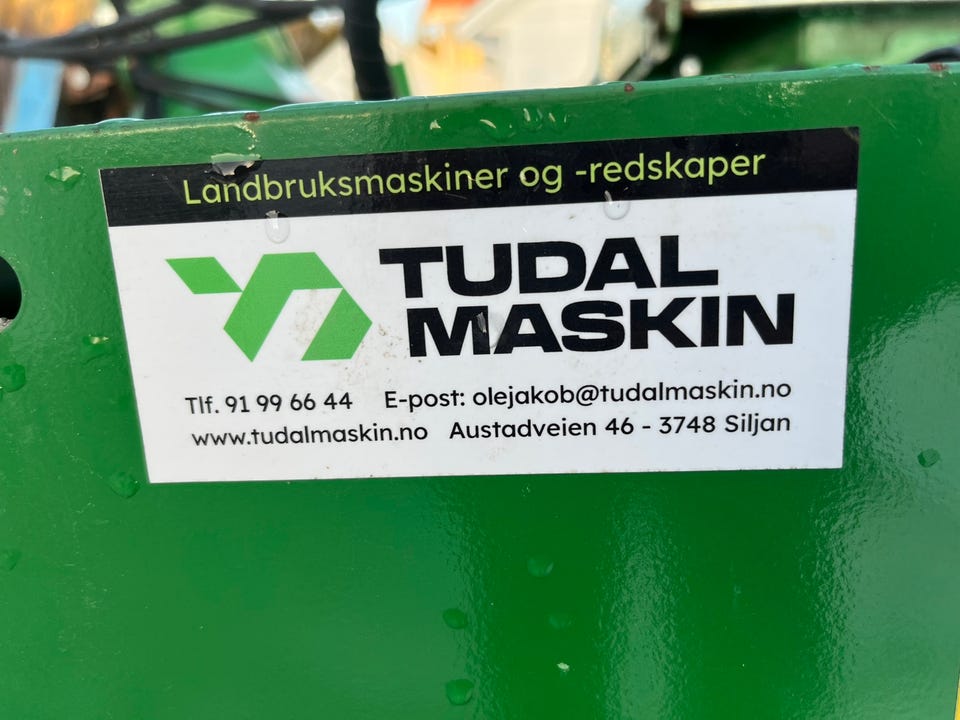 Landbruksmaskiner og -redskaper
TUDAL
MASKIN
Tlf. 91 99 66 44 E-post: olejakob@tudalmaskin.no
www.tudalmaskin.no Austadveien 46 - 3748 Siljan